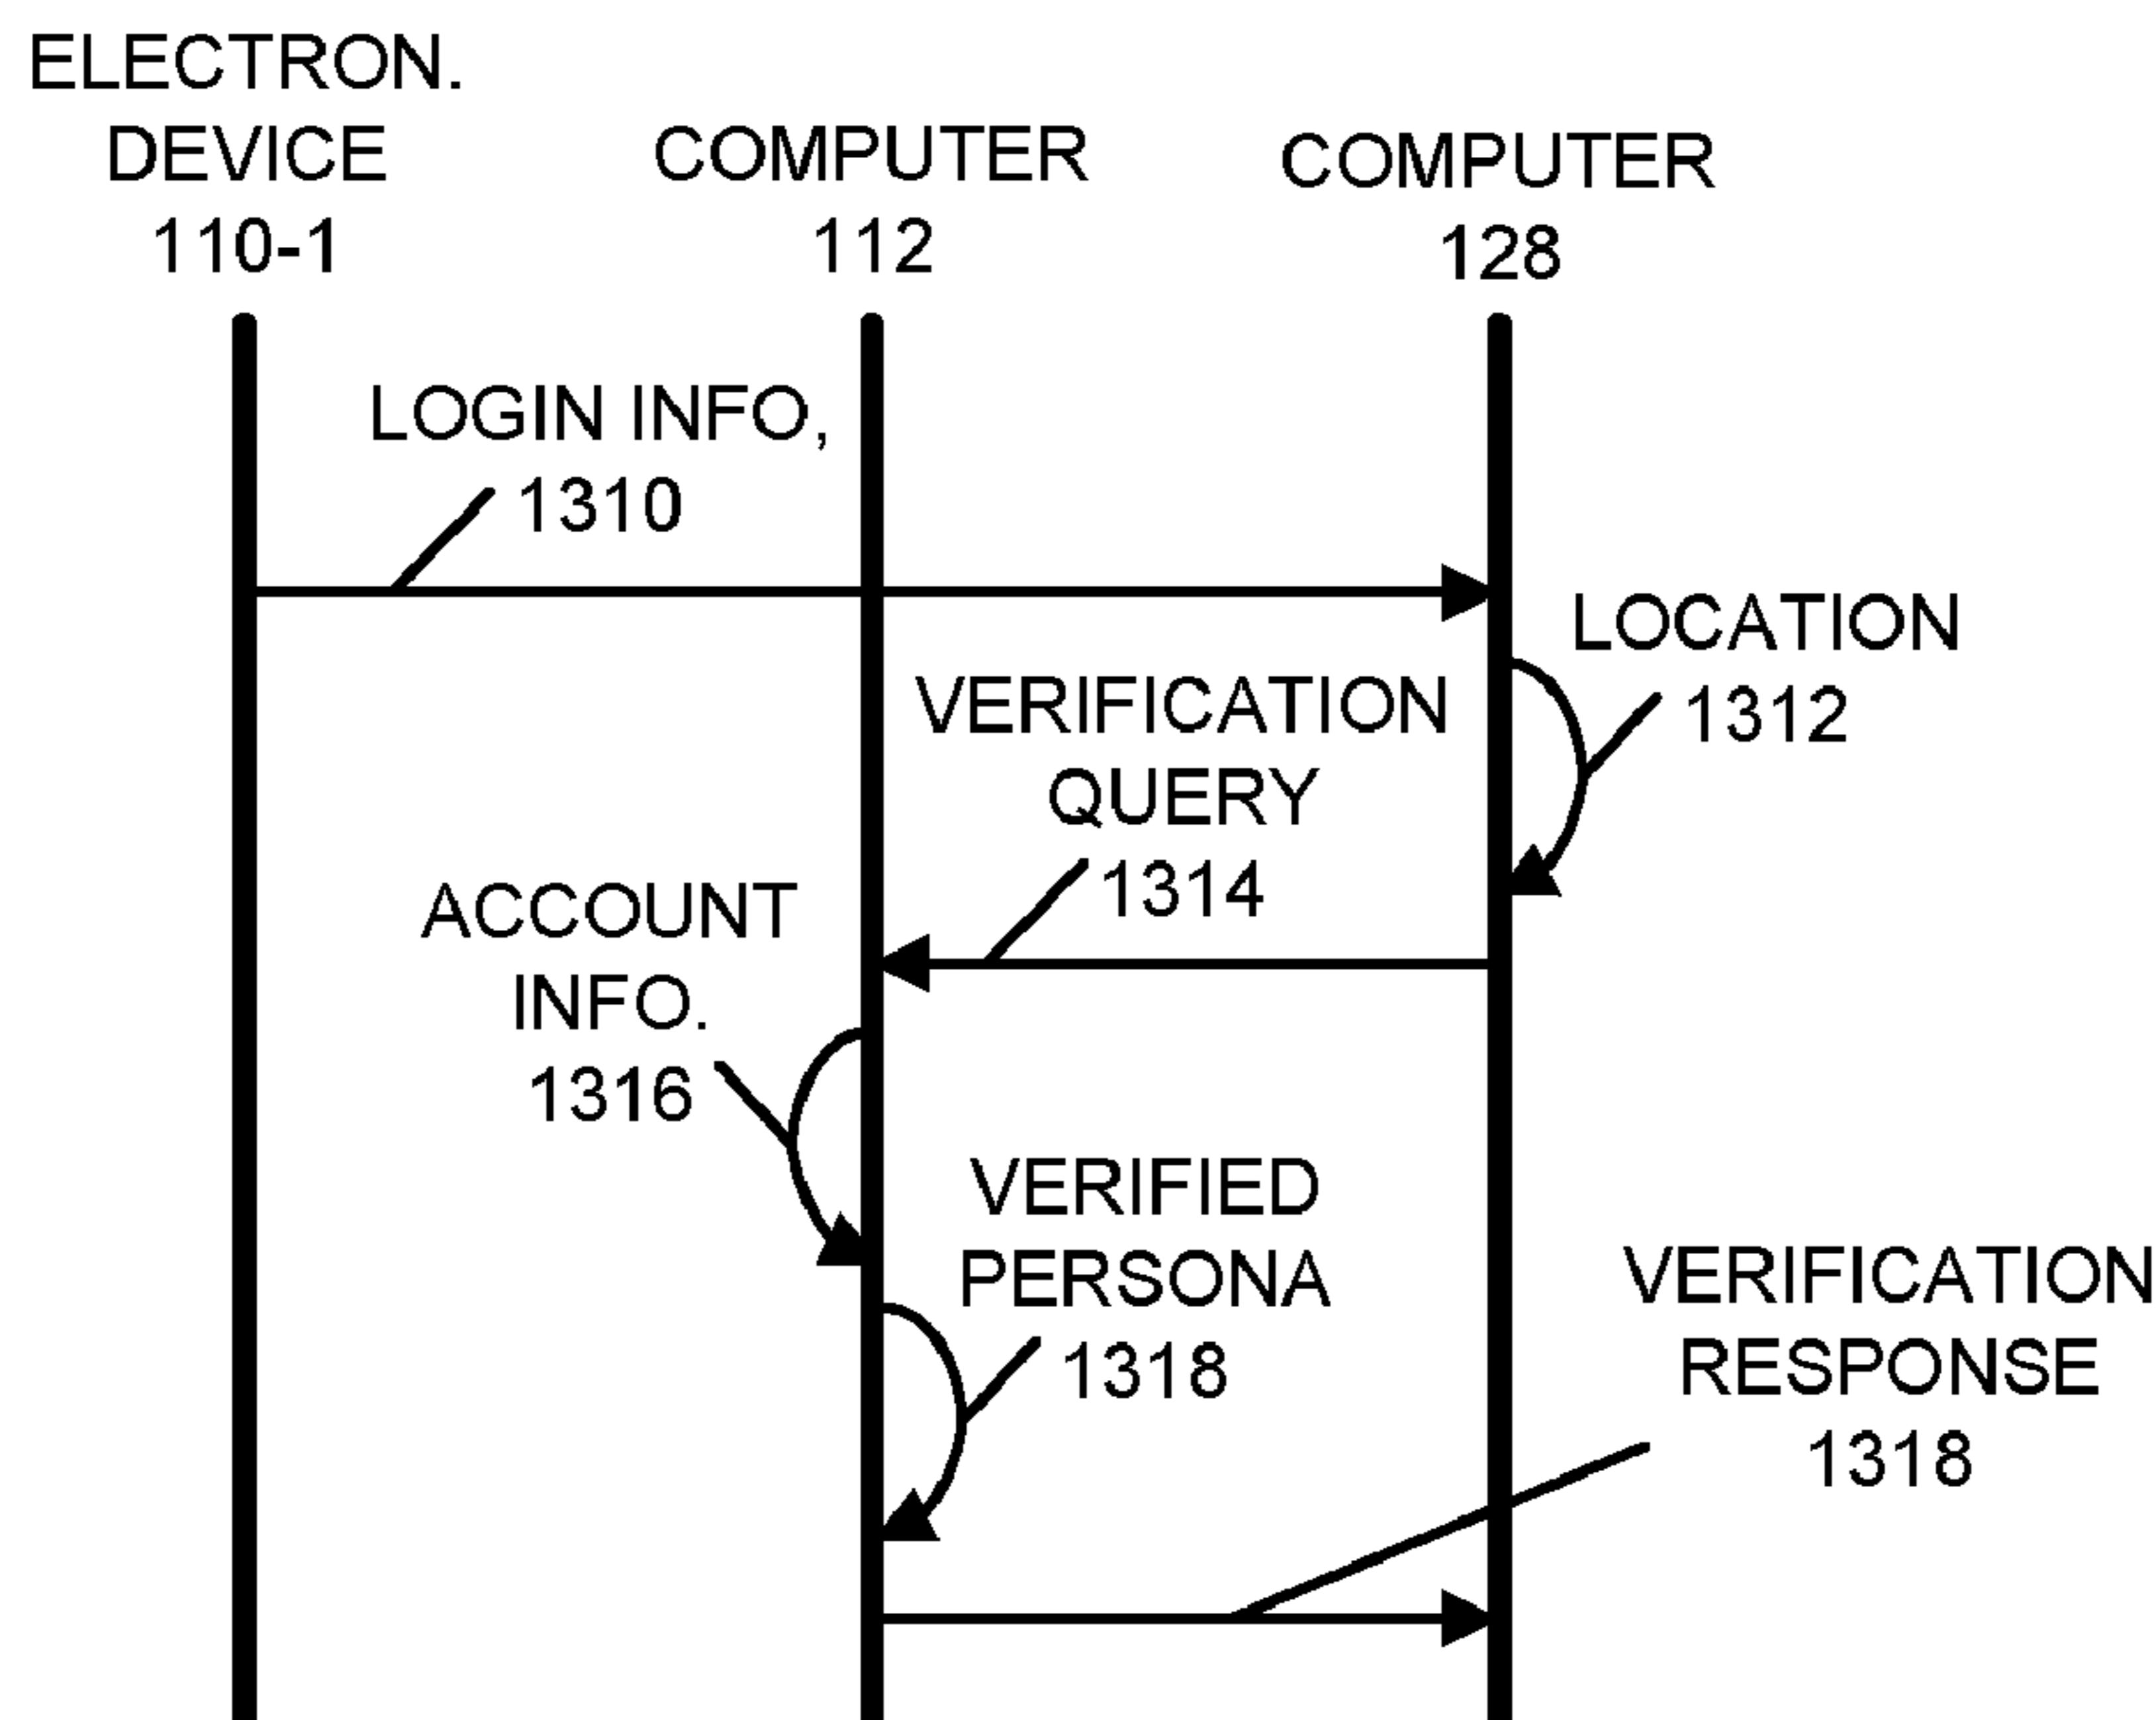 ELECTRON.
DEVICE
110-1
COMPUTER
112
COMPUTER
128
LOGIN INFO,
1310
LOCATION
1312
VERIFICATION
QUERY
1314
ACCOUNT
INFO.
1316
VERIFIED
PERSONA
1318
VERIFICATION
RESPONSE
1318